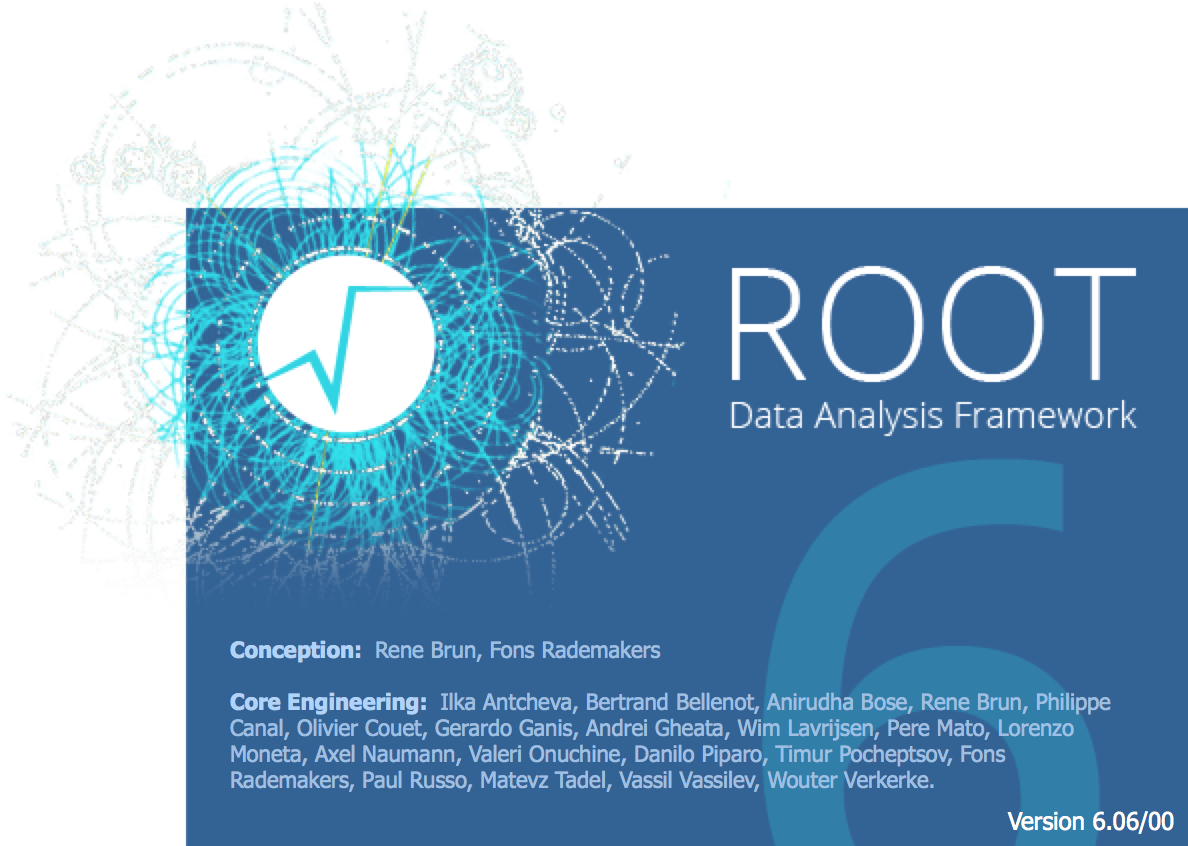 ROOT
Data Analysis Framework
6
Conception: Rene Brun, Fons Rademakers
Core Engineering: Ilka Antcheva, Bertrand Bellenot, Anirudha Bose, Rene Brun, Philippe
Canal, Olivier Couet, Gerardo Ganis, Andrei Gheata, Wim Lavrijsen, Pere Mato, Lorenzo
Moneta, Axel Naumann, Valeri Onuchine, Danilo Piparo, Timur Pocheptsov, Fons
Rademakers, Paul Russo, Matevz Tadel, Vassil Vassilev, Wouter Verkerke.
Version 6.06/00